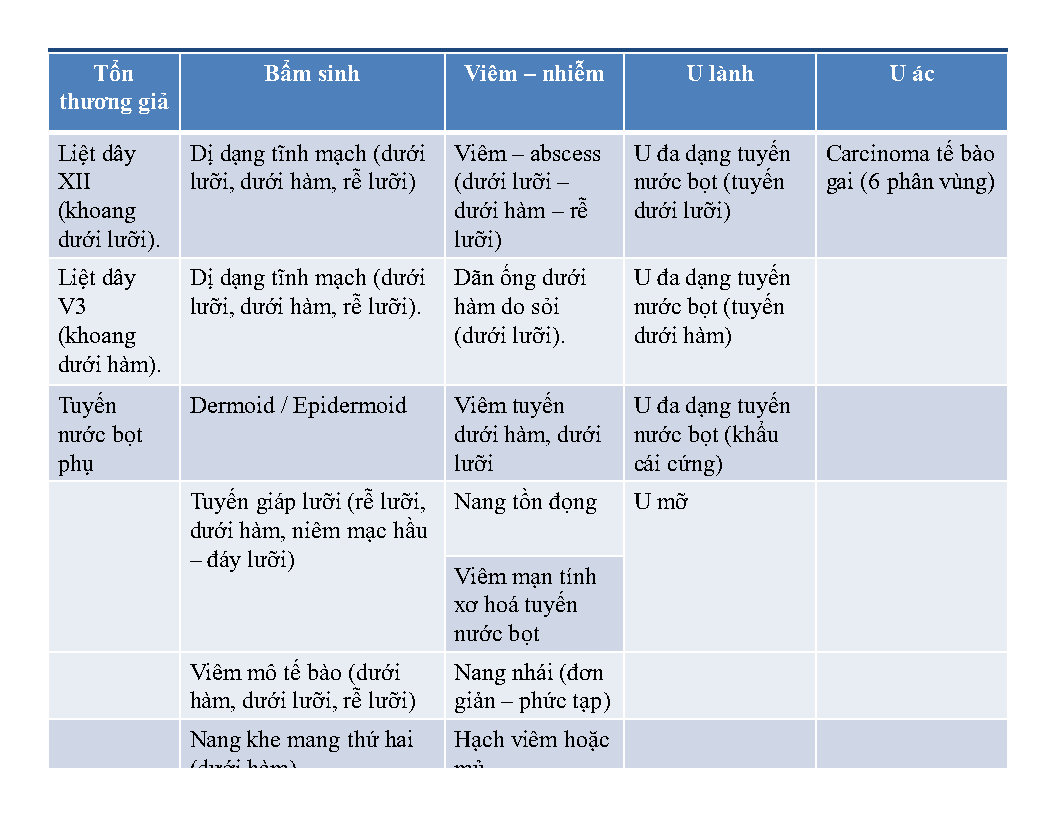 Tổn
thương giả
Bẩm sinh
Viêm – nhiễm
U lành
U ác
Liệt dây
XII
(khoang
dưới lưỡi).
Dị dạng tĩnh mạch (dưới
lưỡi, dưới hàm, rễ lưỡi)
Viêm – abscess
(dưới lưỡi –
dưới hàm – rễ
lưỡi)
U đa dạng tuyến
nước bọt (tuyến
dưới lưỡi)
Carcinoma tế bào
gai (6 phân vùng)
Liệt dây
V3
(khoang
dưới hàm).
Dị dạng tĩnh mạch (dưới
lưỡi, dưới hàm, rễ lưỡi).
Dãn ống dưới
hàm do sỏi
(dưới lưỡi).
U đa dạng tuyến
nước bọt (tuyến
dưới hàm)
Tuyến
nước bọt
phụ
Dermoid / Epidermoid
Viêm tuyến
dưới hàm, dưới
lưỡi
U đa dạng tuyến
nước bọt (khẩu
cái cứng)
Tuyến giáp lưỡi (rễ lưỡi,
dưới hàm, niêm mạc hầu
– đáy lưỡi)
Nang tồn đọng
U mỡ
Viêm mạn tính
xơ hoá tuyến
nước bọt
Viêm mô tế bào (dưới
hàm, dưới lưỡi, rễ lưỡi)
Nang nhái (đơn
giản – phức tạp)
Nang khe mang thứ hai
(dưới hàm)
Hạch viêm hoặc
mủ